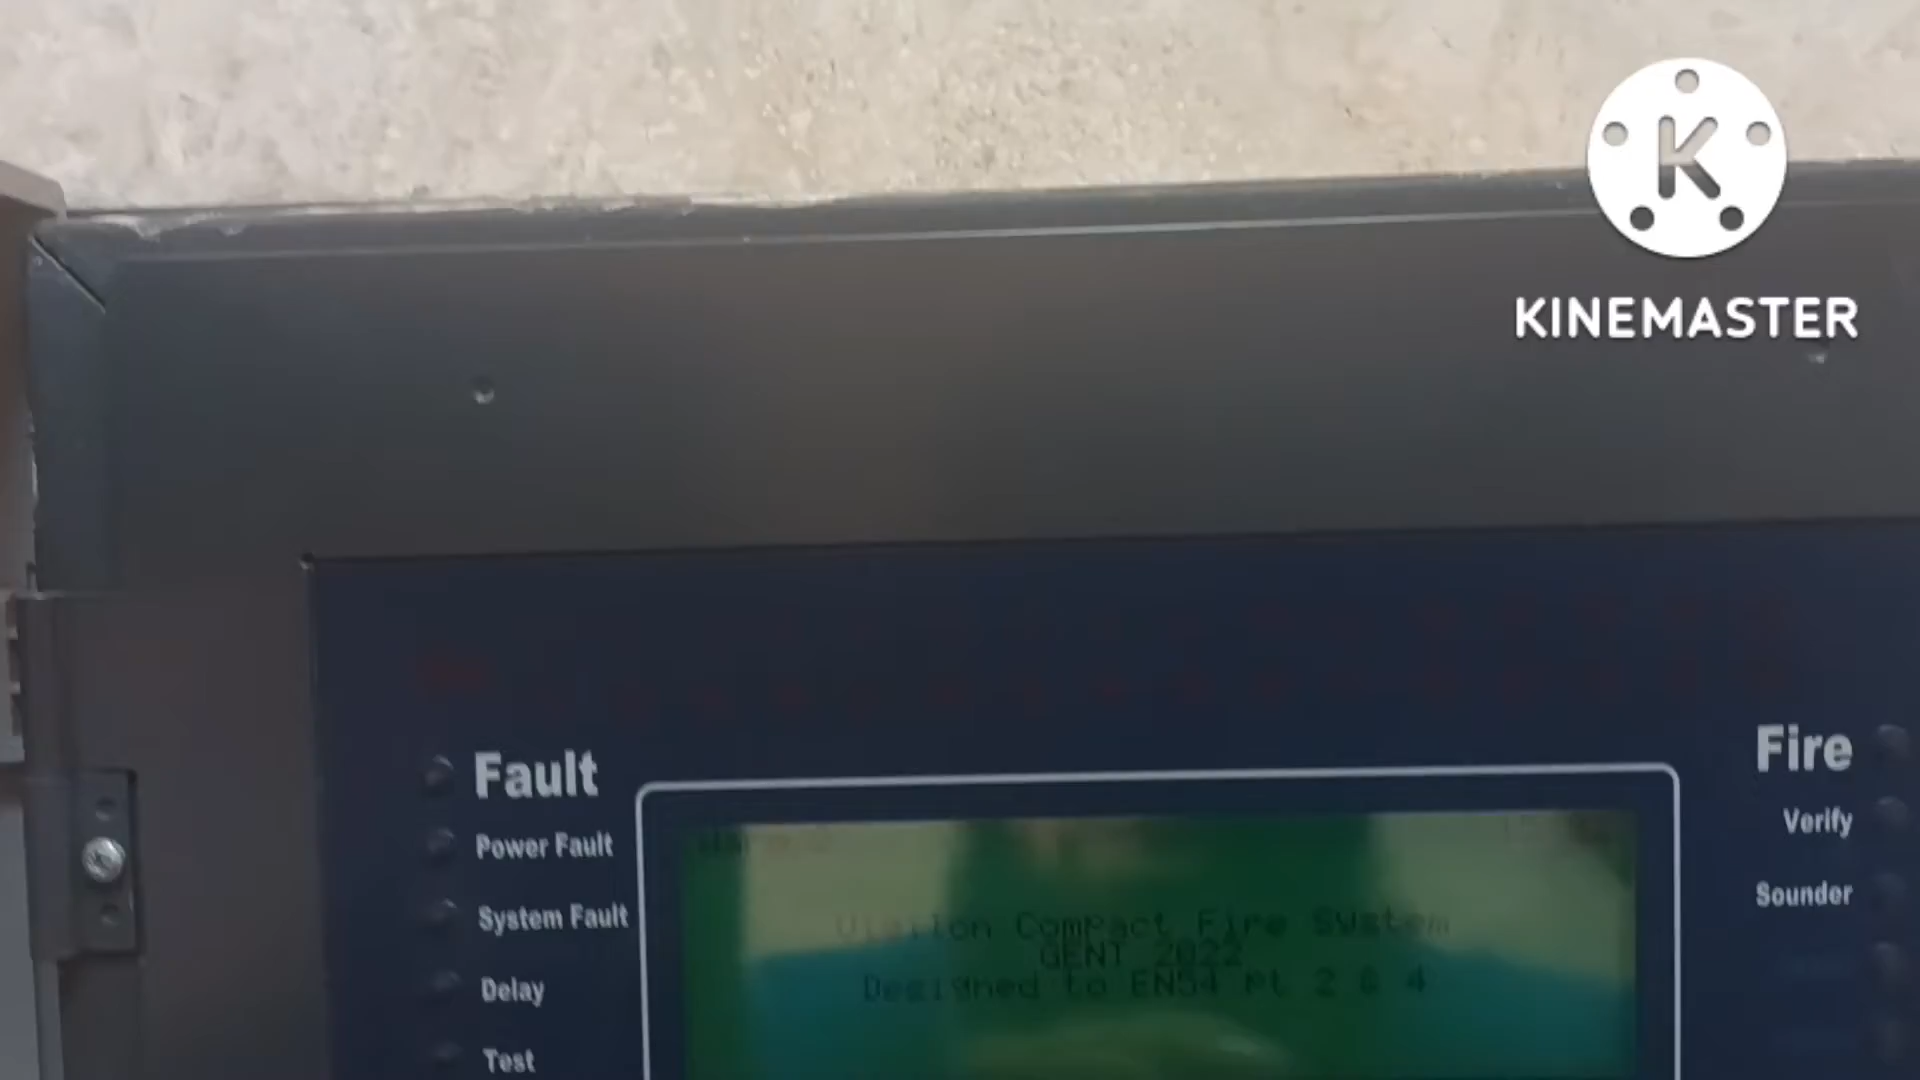 K
KINEMASTER
Fault
Power Fault
System Fault
Delay
Test
Compact Fire System
GENT 2022
Designed to EN54 Pt 2 & 4
Fire
Verify
Sounder